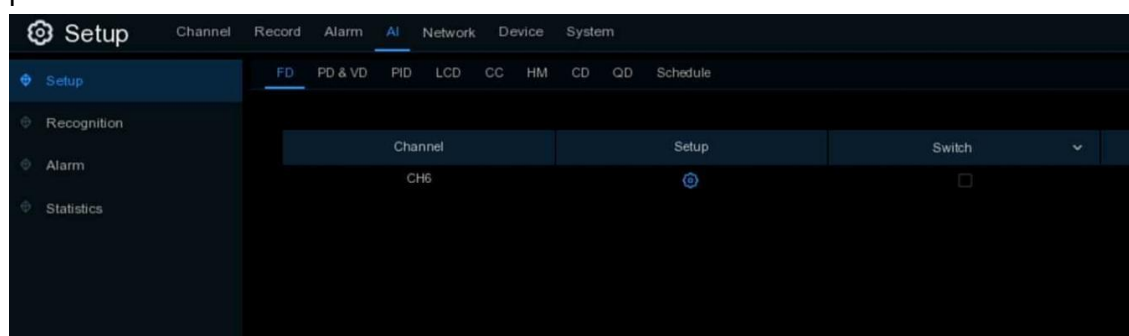 Setup Channel Record Alarm AI Network Device System
Setup FD PD & VD PID LCD CC HM CD QD Schedule
Recognition
Channel Setup Switch
Alarm
CH6
Statistics